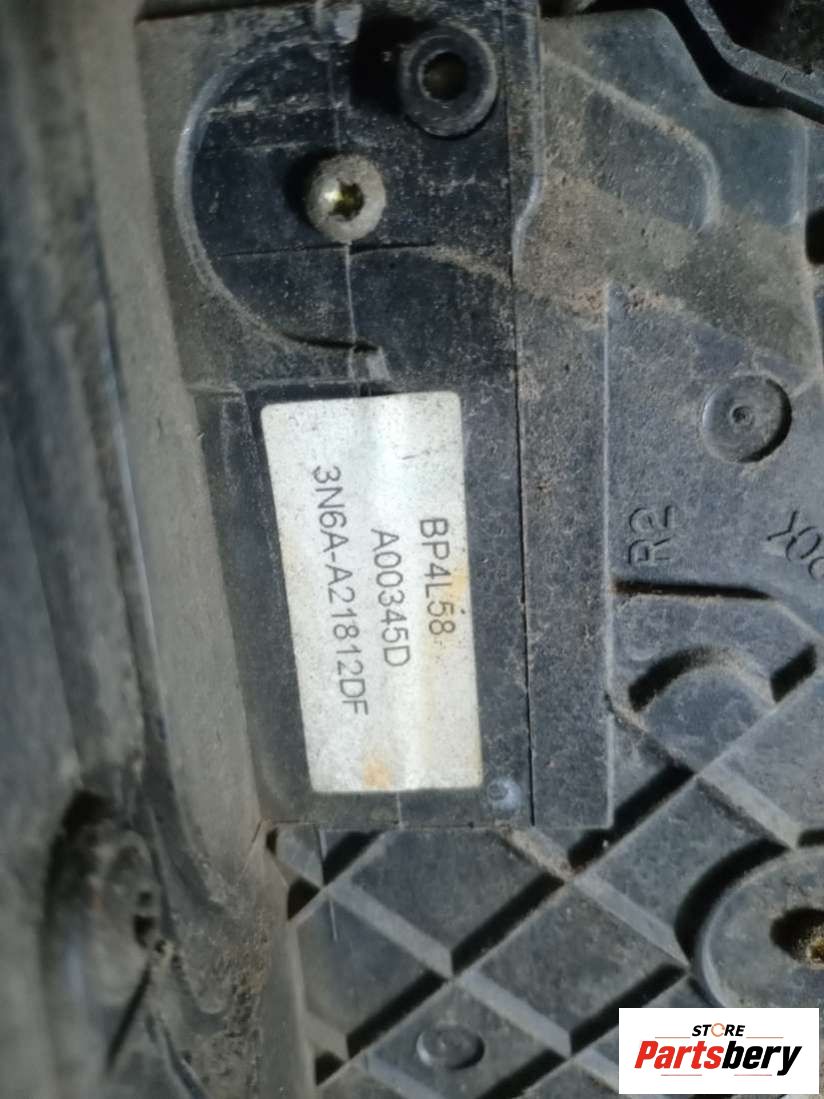 BP4L58
A00345D
3N6A-A21812DF
R2
STORE
Partsbery